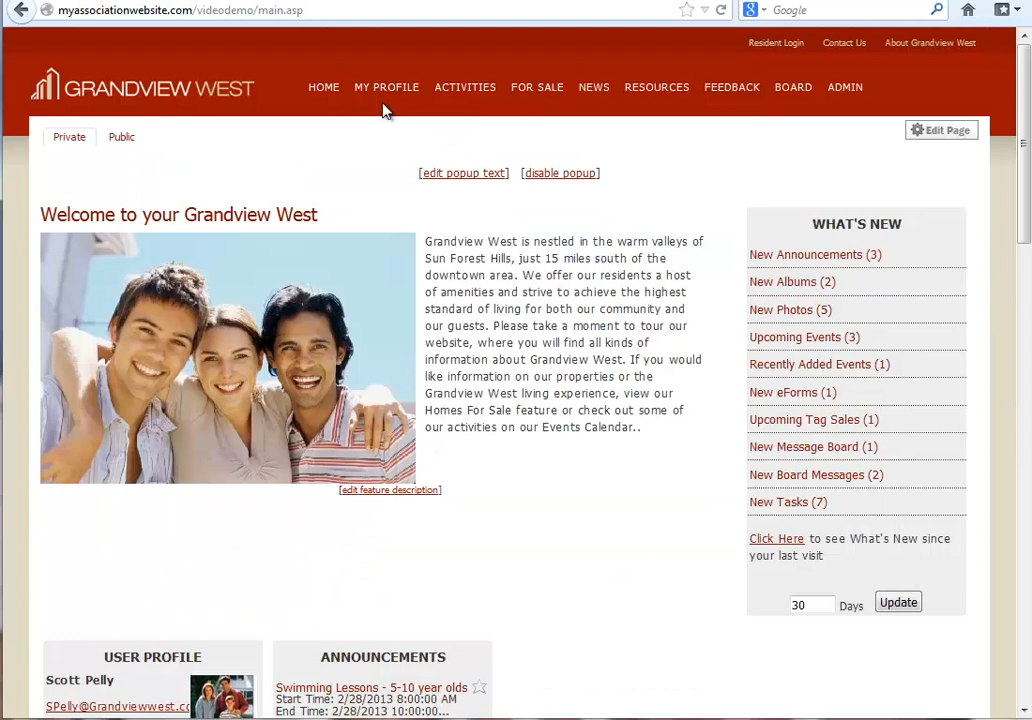 myassociationwebsite.com/videodemo/main.asp
Google
Resident Login Contact Us About Grandview West
GRANDVIEW WEST
HOME MY PROFILE ACTIVITIES FOR SALE NEWS RESOURCES FEEDBACK BOARD ADMIN
Private Public
Edit Page
[edit popup text] [disable popup]
Welcome to your Grandview West
Grandview West is nestled in the warm valleys of
Sun Forest Hills, just 15 miles south of the
downtown area. We offer our residents a host
of amenities and strive to achieve the highest
standard of living for both our community and
our guests. Please take a moment to tour our
website, where you will find all kinds of
information about Grandview West. If you would
like information on our properties or the
Grandview West living experience, view our
Homes For Sale feature or check out some of
our activities on our Events Calendar..
[edit feature description]
WHAT'S NEW
New Announcements (3)
New Albums (2)
New Photos (5)
Upcoming Events (3)
Recently Added Events (1)
New eForms (1)
Upcoming Tag Sales (1)
New Message Board (1)
New Board Messages (2)
New Tasks (7)
Click Here to see What's New since
your last visit
30 Days Update
USER PROFILE
Scott Pelly
SPelly@Grandviewwest.cc
ANNOUNCEMENTS
Swimming Lessons - 5-10 year olds
Start Time: 2/28/2013 8:00:00 AM
End Time: 2/28/2013 10:00:00...